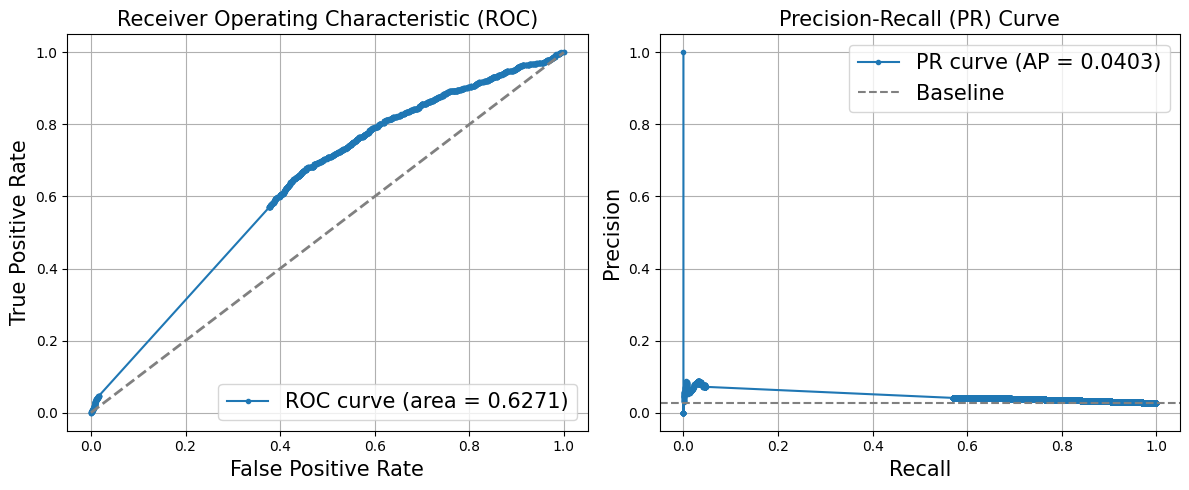 Receiver Operating Characteristic (ROC)
True Positive Rate
1.0
0.8
0.6
0.4
0.2
0.0
ROC curve (area = 0.6271)
0.0 0.2 0.4 0.6 0.8 1.0
False Positive Rate
Precision-Recall (PR) Curve
Precision
1.0
0.8
0.6
0.4
0.2
0.0
PR curve (AP = 0.0403)
Baseline
0.0 0.2 0.4 0.6 0.8 1.0
Recall